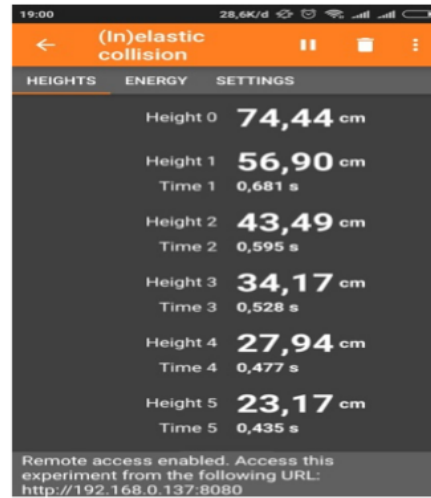 19:00 28,6K/d
(In)elastic
collision
HEIGHTS ENERGY SETTINGS
Height 0 74,44 cm
Height 1 56,90 cm
Time 1 0,681 s
Height 2 43,49 cm
Time 2 0,595 s
Height 3 34,17 cm
Time 3 0,528 s
Height 4 27,94 cm
Time 4 0,477 s
Height 5 23,17 cm
Time 5 0,435 s
Remote access enabled. Access this
experiment from the following URL:
http://192.168.0.137:8080